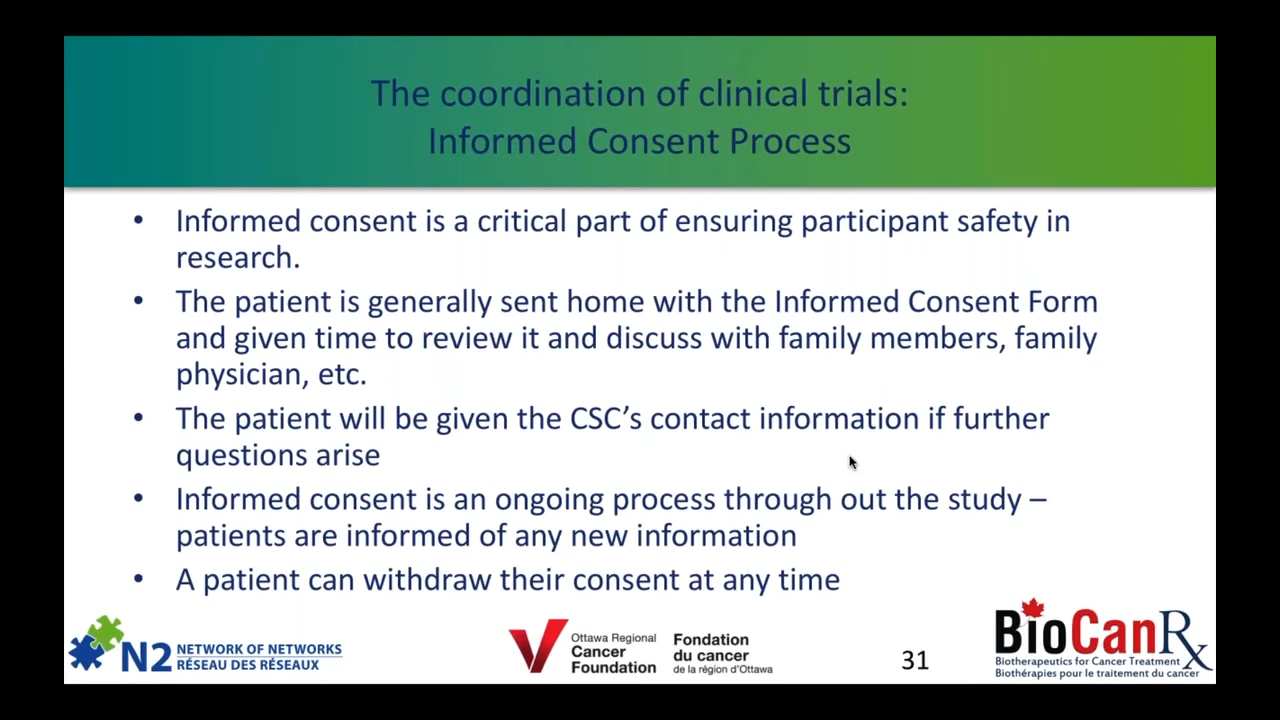 The coordination of clinical trials:
Informed Consent Process
• Informed consent is a critical part of ensuring participant safety in
research.
• The patient is generally sent home with the Informed Consent Form
and given time to review it and discuss with family members, family
physician, etc.
• The patient will be given the CSC’s contact information if further
questions arise
• Informed consent is an ongoing process through out the study –
patients are informed of any new information
• A patient can withdraw their consent at any time
N2 NETWORK OF NETWORKS
RÉSEAU DES RÉSEAUX
Ottawa Regional
Cancer
Foundation
Fondation
du cancer
de la région d'Ottawa
31
BioCanRx
Biotherapeutics for Cancer Treatment
Biothérapies pour le traitement du cancer